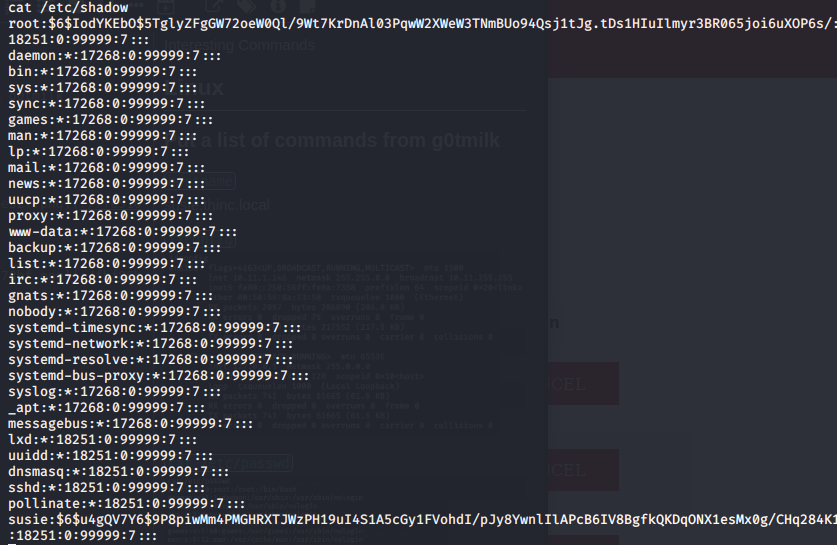 cat /etc/shadow
root:$6$IodYKEbO$5TglyZFgGW72oeW0Ql/9Wt7KrDnAl03PqwW2XWeW3TNmBUo94Qsj1tJg.tDs1HIuIlmyr3BR065joi6uXOP6s/:
18251:0:99999:7:::
daemon:*:17268:0:99999:7:::
bin:*:17268:0:99999:7:::
sys:*:17268:0:99999:7:::
sync:*:17268:0:99999:7:::
games:*:17268:0:99999:7:::
man:*:17268:0:99999:7:::
lp:*:17268:0:99999:7:::
mail:*:17268:0:99999:7:::
news:*:17268:0:99999:7:::
uucp:*:17268:0:99999:7:::
proxy:*:17268:0:99999:7:::
www-data:*:17268:0:99999:7:::
backup:*:17268:0:99999:7:::
list:*:17268:0:99999:7:::
irc:*:17268:0:99999:7:::
gnats:*:17268:0:99999:7:::
nobody:*:17268:0:99999:7:::
systemd-timesync:*:17268:0:99999:7:::
systemd-network:*:17268:0:99999:7:::
systemd-resolve:*:17268:0:99999:7:::
systemd-bus-proxy:*:17268:0:99999:7:::
syslog:*:17268:0:99999:7:::
_apt:*:17268:0:99999:7:::
messagebus:*:17268:0:99999:7:::
lxd:*:18251:0:99999:7:::
uuidd:*:18251:0:99999:7:::
dnsmasq:*:18251:0:99999:7:::
sshd:*:18251:0:99999:7:::
pollinate:*:18251:0:99999:7:::
susie:$6$u4gQV7Y6$9P8piwMm4PMGHRXTJWzPH19uI4S1A5cGy1FVohdI/pJy8YwnlIlAPcB6IV8BgfkQKDqONX1esMx0g/CHq284K1
:18251:0:99999:7:::
Interesting Commands
a list of commands from g0tmilk